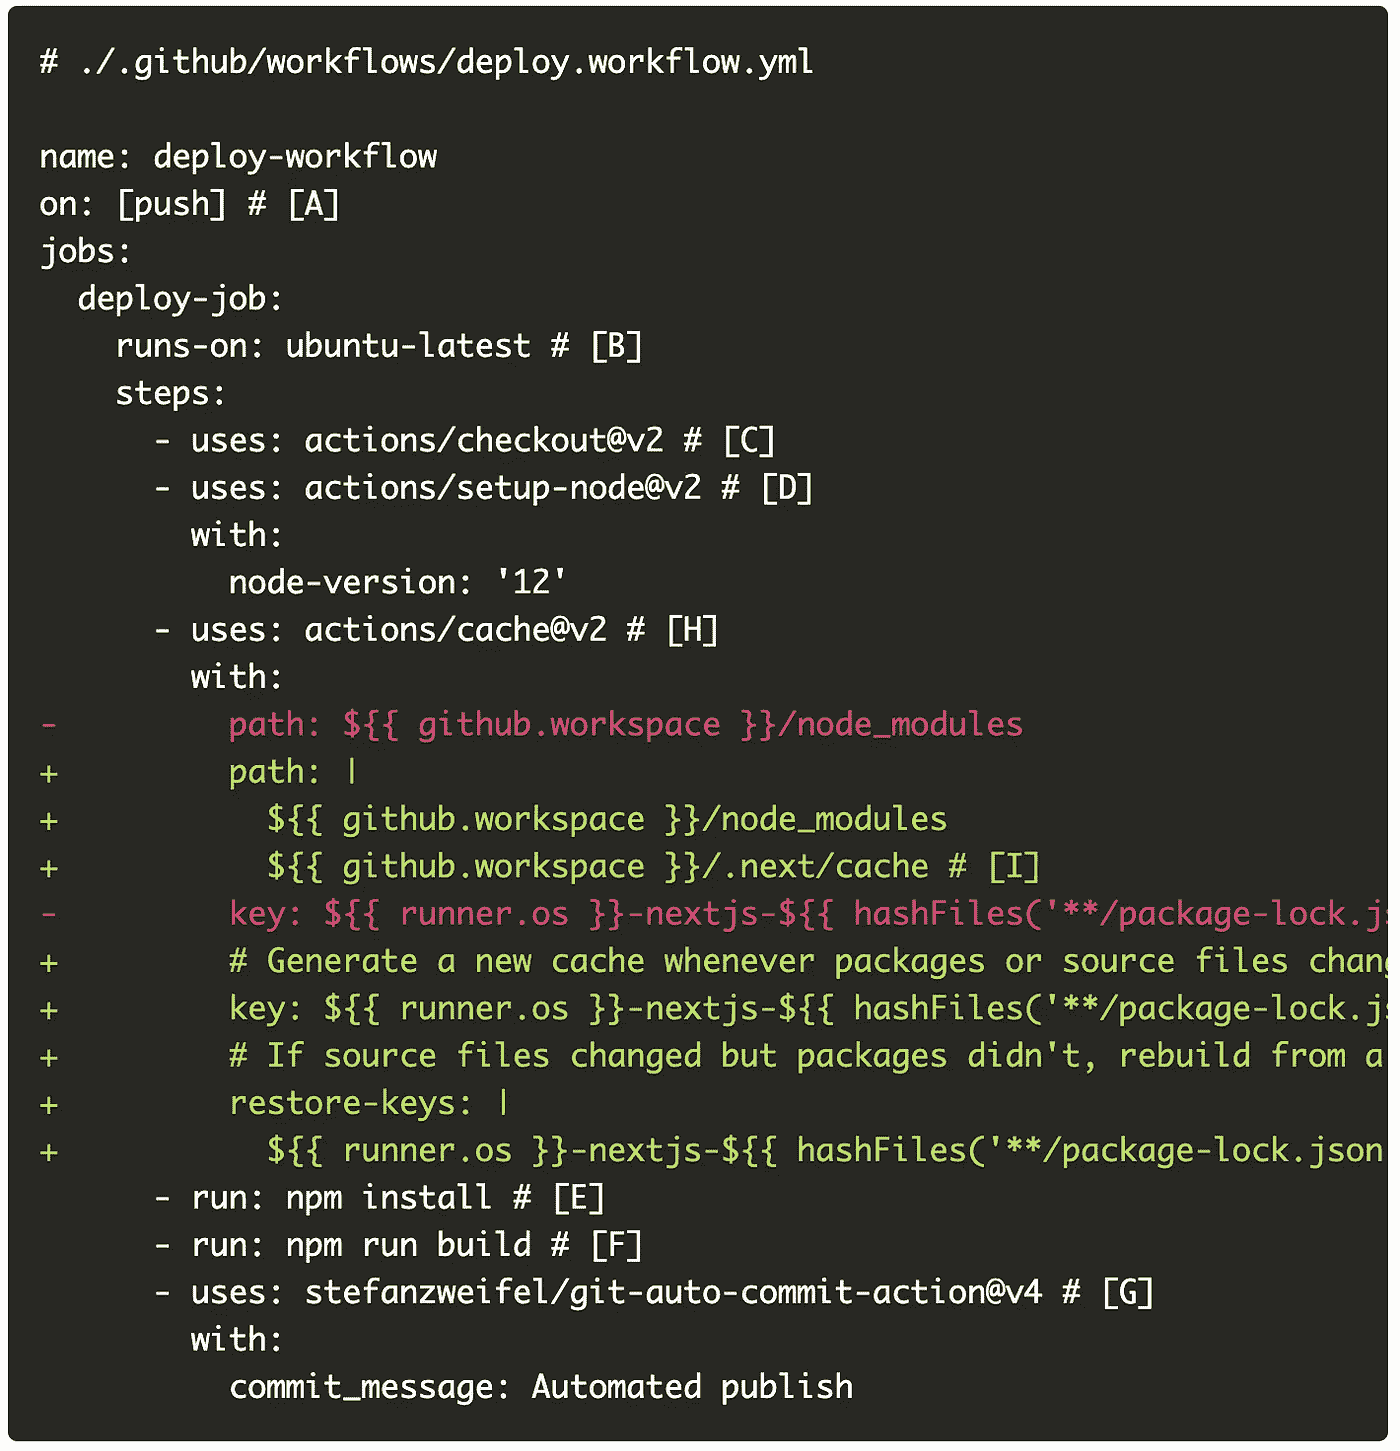 # ./.github/workflows/deploy.workflow.yml
name: deploy-workflow
on: [push] # [A]
jobs:
  deploy-job:
    runs-on: ubuntu-latest # [B]
    steps:
      - uses: actions/checkout@v2 # [C]
      - uses: actions/setup-node@v2 # [D]
        with:
          node-version: '12'
      - uses: actions/cache@v2 # [H]
        with:
-         path: ${{ github.workspace }}/node_modules
+         path: |
+           ${{ github.workspace }}/node_modules
+           ${{ github.workspace }}/.next/cache # [I]
-         key: ${{ runner.os }}-nextjs-${{ hashFiles('**/package-lock.js
+         # Generate a new cache whenever packages or source files chang
+         key: ${{ runner.os }}-nextjs-${{ hashFiles('**/package-lock.js
+         # If source files changed but packages didn't, rebuild from a
+         restore-keys: |
+           ${{ runner.os }}-nextjs-${{ hashFiles('**/package-lock.json
      - run: npm install # [E]
      - run: npm run build # [F]
      - uses: stefanzweifel/git-auto-commit-action@v4 # [G]
        with:
          commit_message: Automated publish